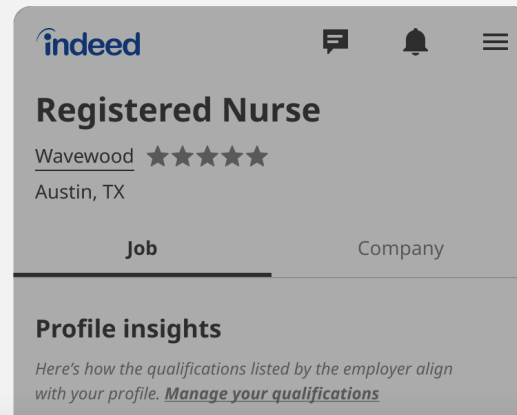 indeed
Registered Nurse
Wavewood
Austin, TX
Job Company
Profile insights
Here's how the qualifications listed by the employer align
with your profile. Manage your qualifications